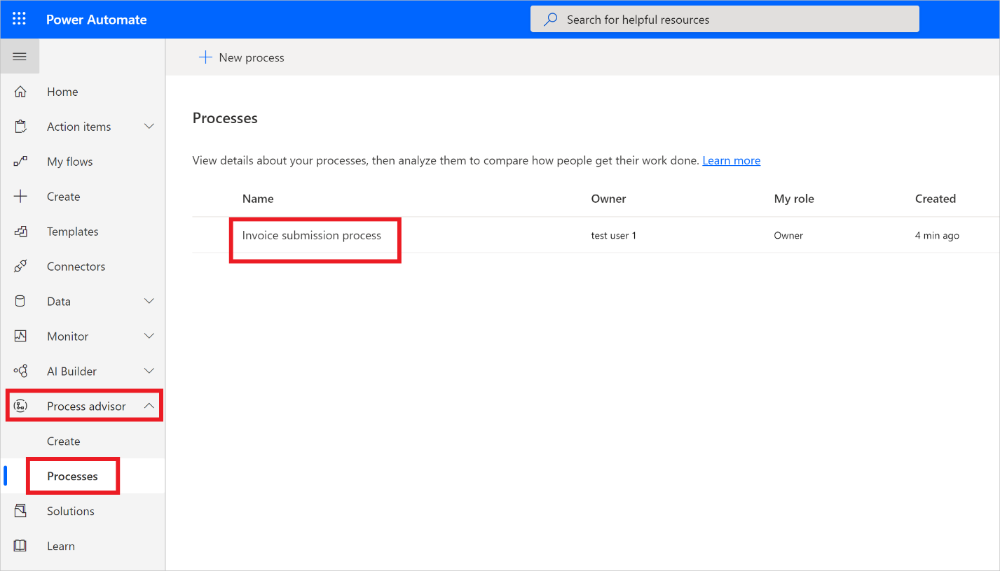 Power Automate
Search for helpful resources
New process
Home
Action items
My flows
Create
Templates
Connectors
Data
Monitor
AI Builder
Process advisor
Create
Processes
Solutions
Learn
Processes
View details about your processes, then analyze them to compare how people get their work done. Learn more
Name Owner My role Created
Invoice submission process test user 1 Owner 4 min ago